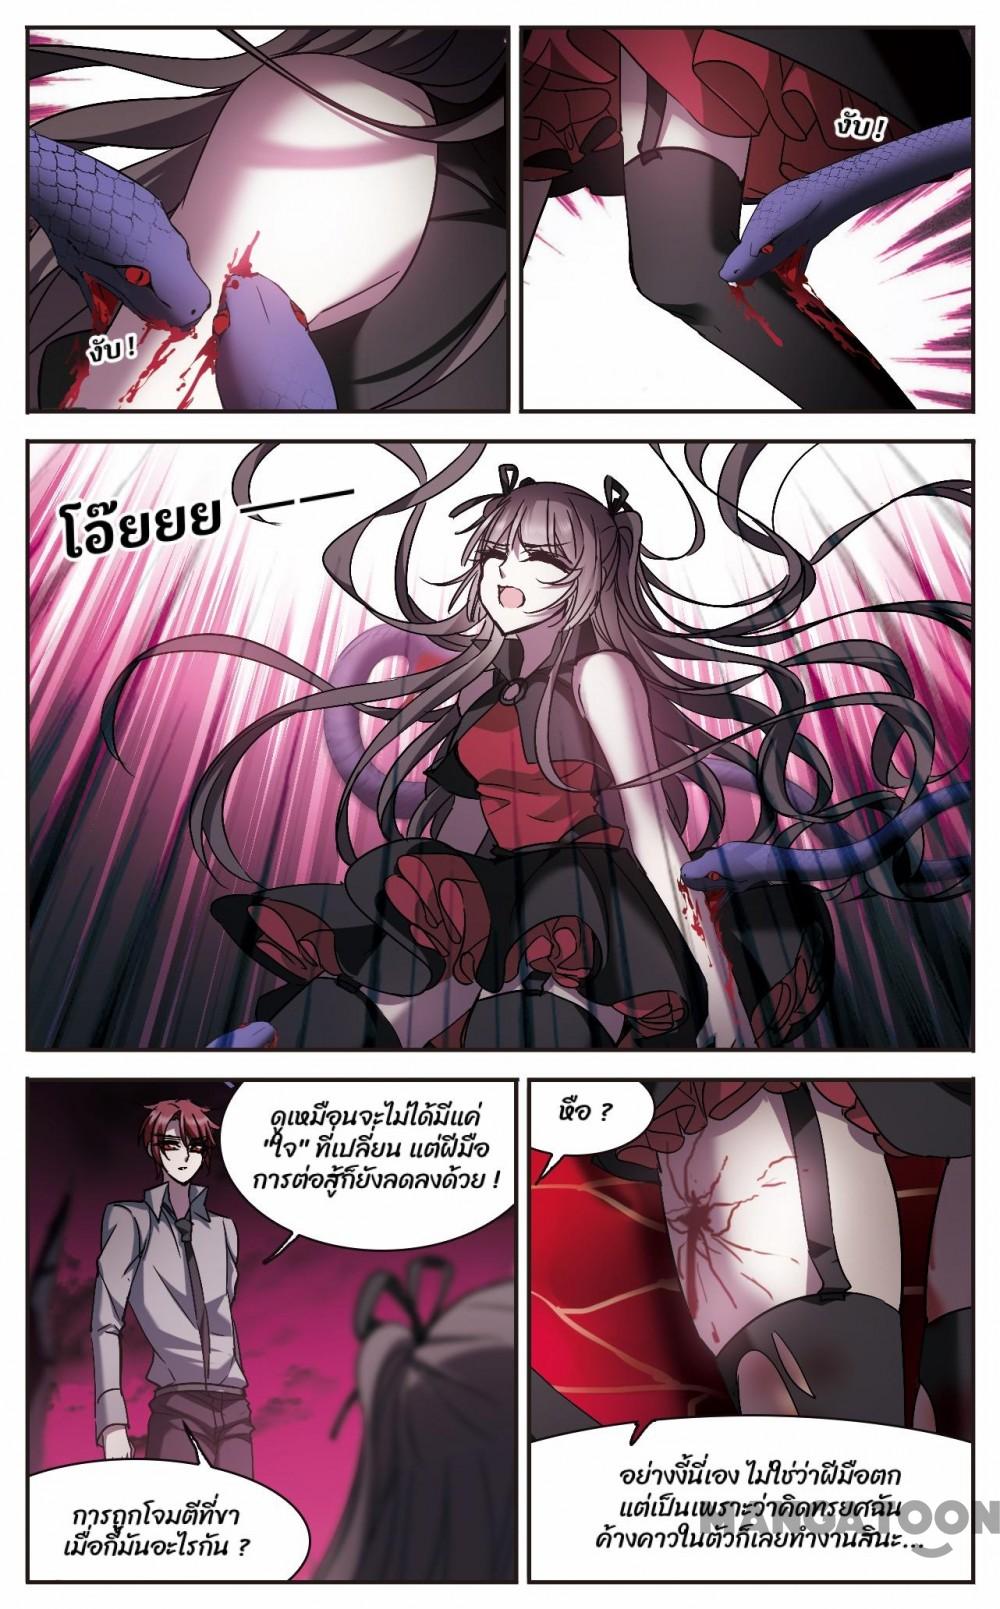 งับ !
งับ !
งับ !
โอ๊ยยย ——
ดูเหมือนจะไม่ได้มีแค่
"ใจ" ที่เปลี่ยน แต่ฝีมือ
การต่อสู้ก็ยังลดลงด้วย !
การถูกโจมตีที่ขา
เมื่อกี้มันอะไรกัน ?
หือ ?
อย่างงี้นี่เอง ไม่ใช่ว่าฝีมือตก
แต่เป็นเพราะว่าคิดทรยศฉัน
ค้างคาวในตัวก็เลยทำงานสินะ...
MANGATOON